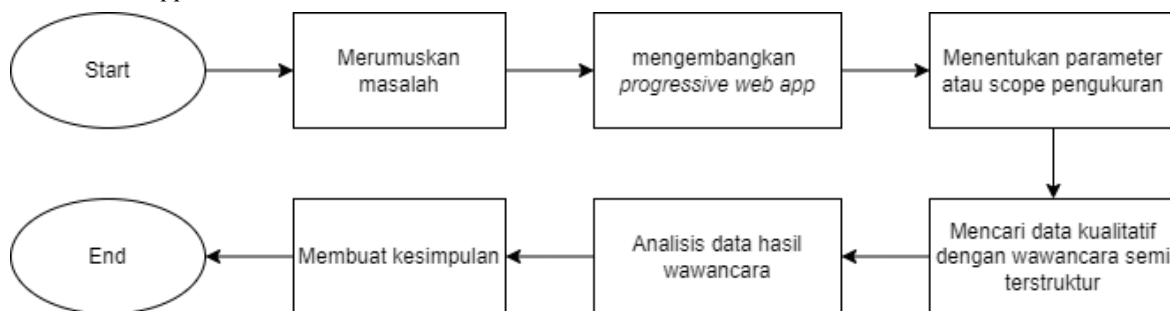 Start
Merumuskan
masalah
mengembangkan
progressive web app
Menentukan parameter
atau scope pengukuran
Mencari data kualitatif
dengan wawancara semi
terstruktur
Analisis data hasil
wawancara
Membuat kesimpulan
End